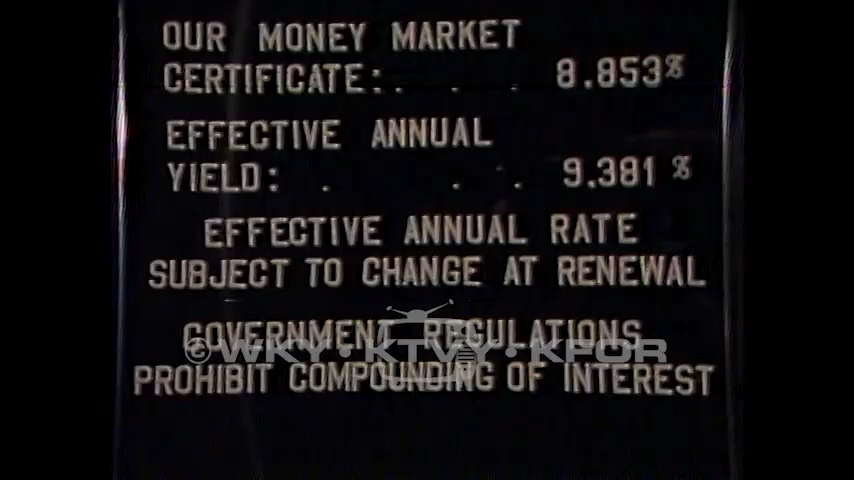 OUR MONEY MARKET
CERTIFICATE: . . . 8.853%
EFFECTIVE ANNUAL
YIELD: . . . 9.381 %
EFFECTIVE ANNUAL RATE
SUBJECT TO CHANGE AT RENEWAL
GOVERNMENT REGULATIONS
© WKY • KTVY • KFOR
PROHIBIT COMPOUNDING OF INTEREST